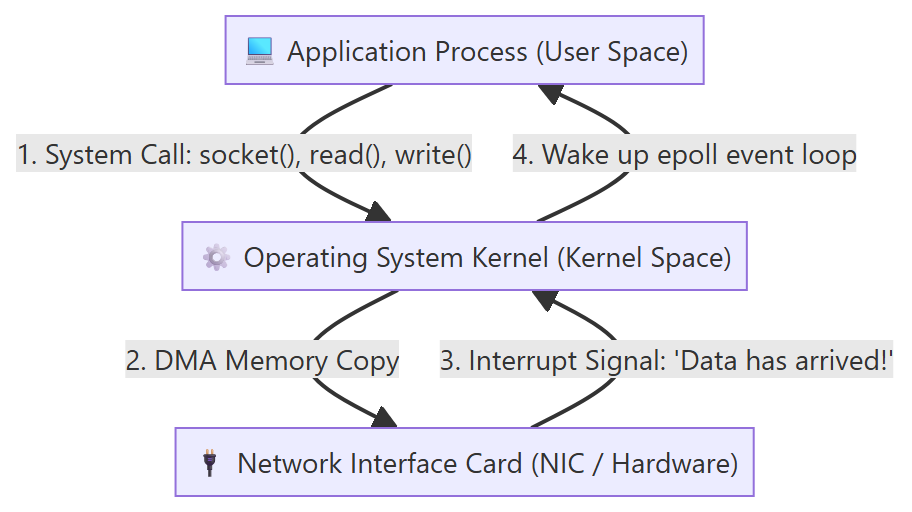 Application Process (User Space)
1. System Call: socket(), read(), write()
4. Wake up epoll event loop
Operating System Kernel (Kernel Space)
2. DMA Memory Copy
3. Interrupt Signal: 'Data has arrived!'
Network Interface Card (NIC / Hardware)